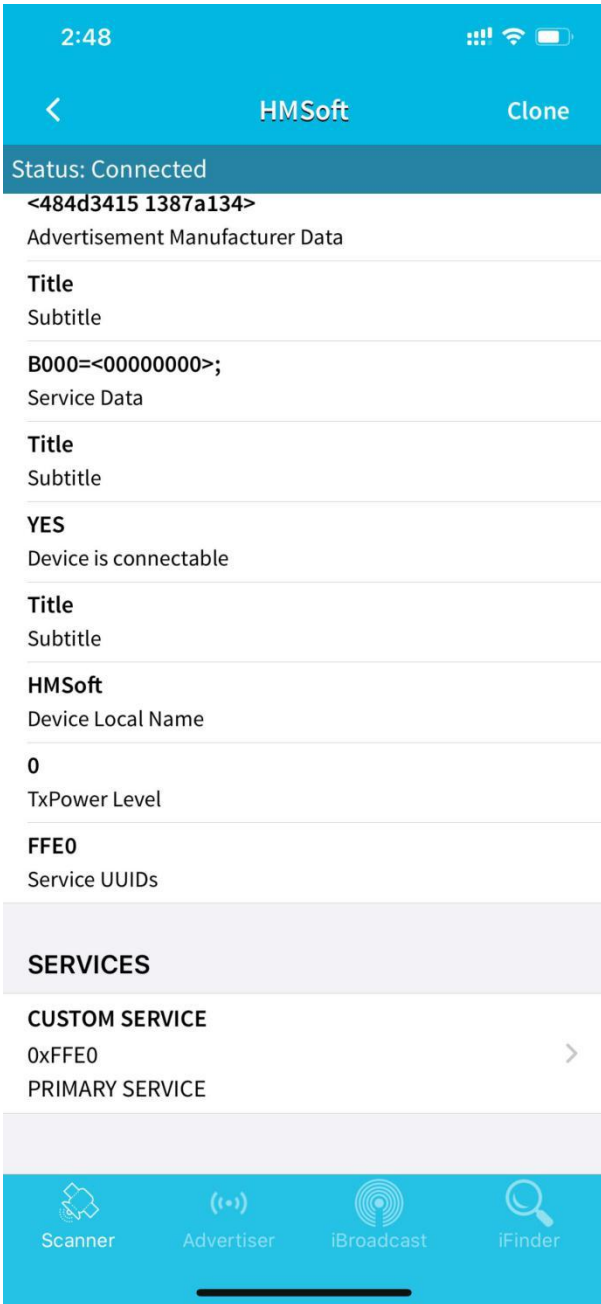 2:48
HMSoft
Clone
Status: Connected
<484d3415 1387a134>
Advertisement Manufacturer Data
Title
Subtitle
B000=<00000000>;
Service Data
Title
Subtitle
YES
Device is connectable
Title
Subtitle
HMSoft
Device Local Name
0
TxPower Level
FFE0
Service UUIDs
SERVICES
CUSTOM SERVICE
0xFFE0
PRIMARY SERVICE
Scanner
Advertiser
iBroadcast
iFinder